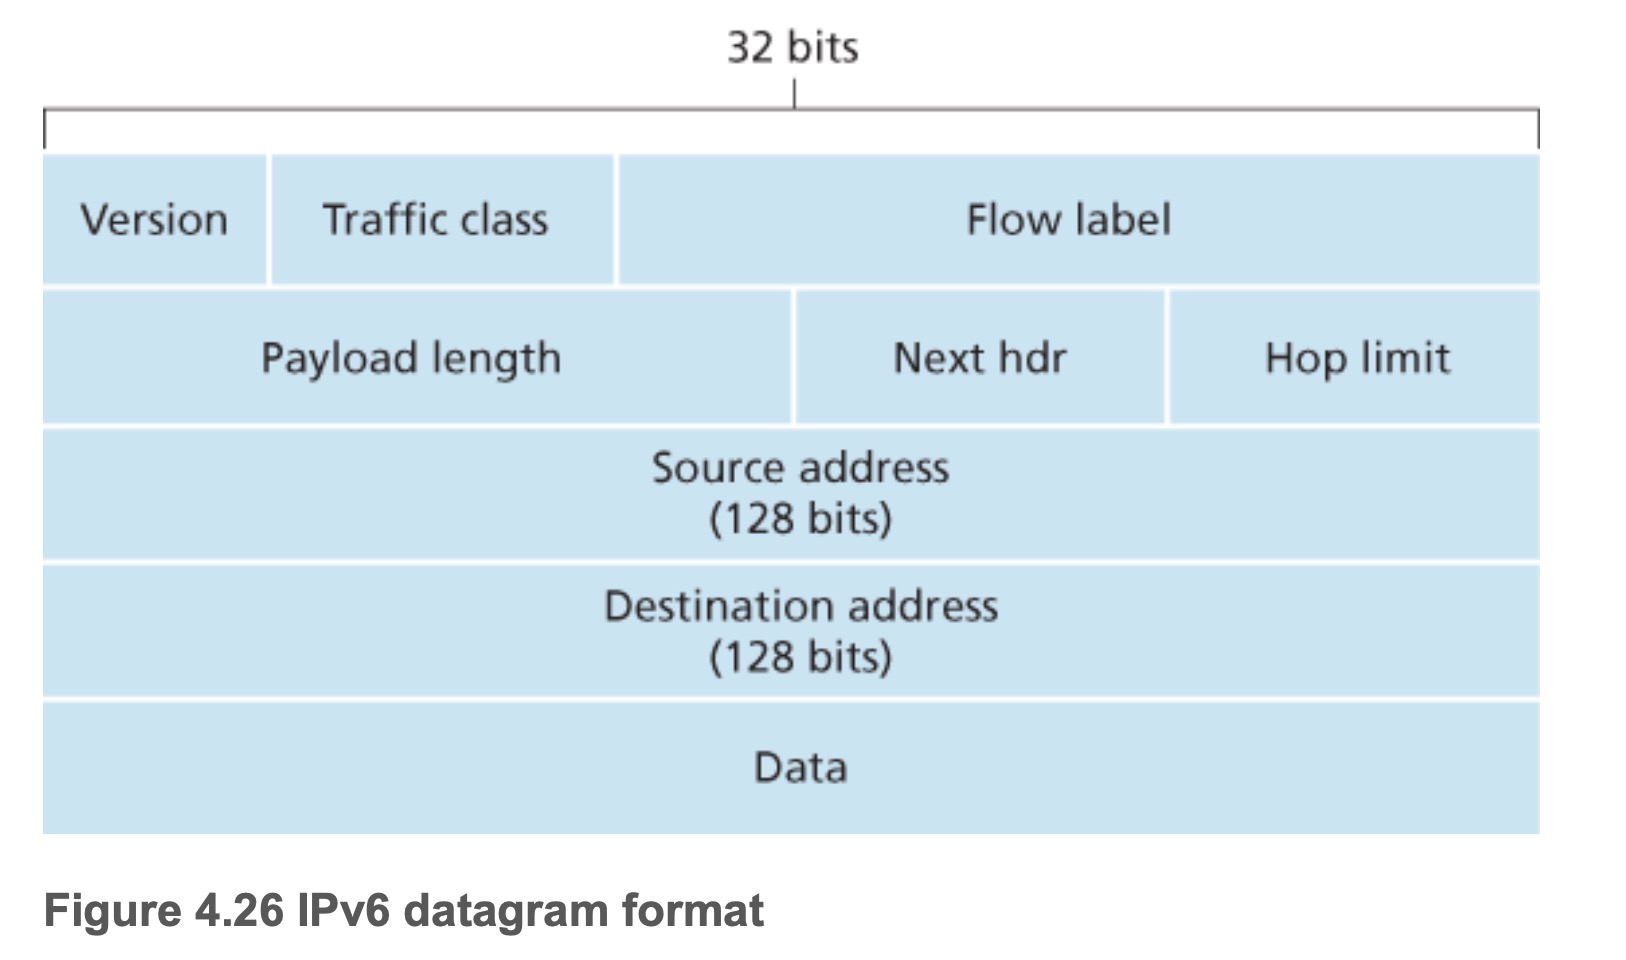 32 bits
Version Traffic class Flow label
Payload length Next hdr Hop limit
Source address
(128 bits)
Destination address
(128 bits)
Data
Figure 4.26 IPv6 datagram format